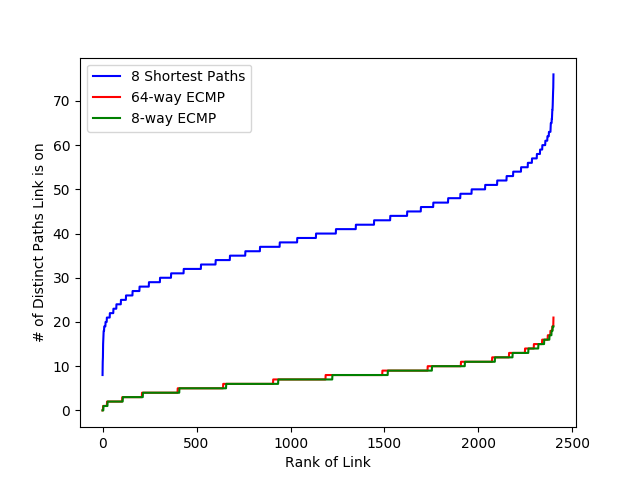 8 Shortest Paths
64-way ECMP
8-way ECMP
# of Distinct Paths Link is on
70
60
50
40
30
20
10
0
0 500 1000 1500 2000 2500
Rank of Link